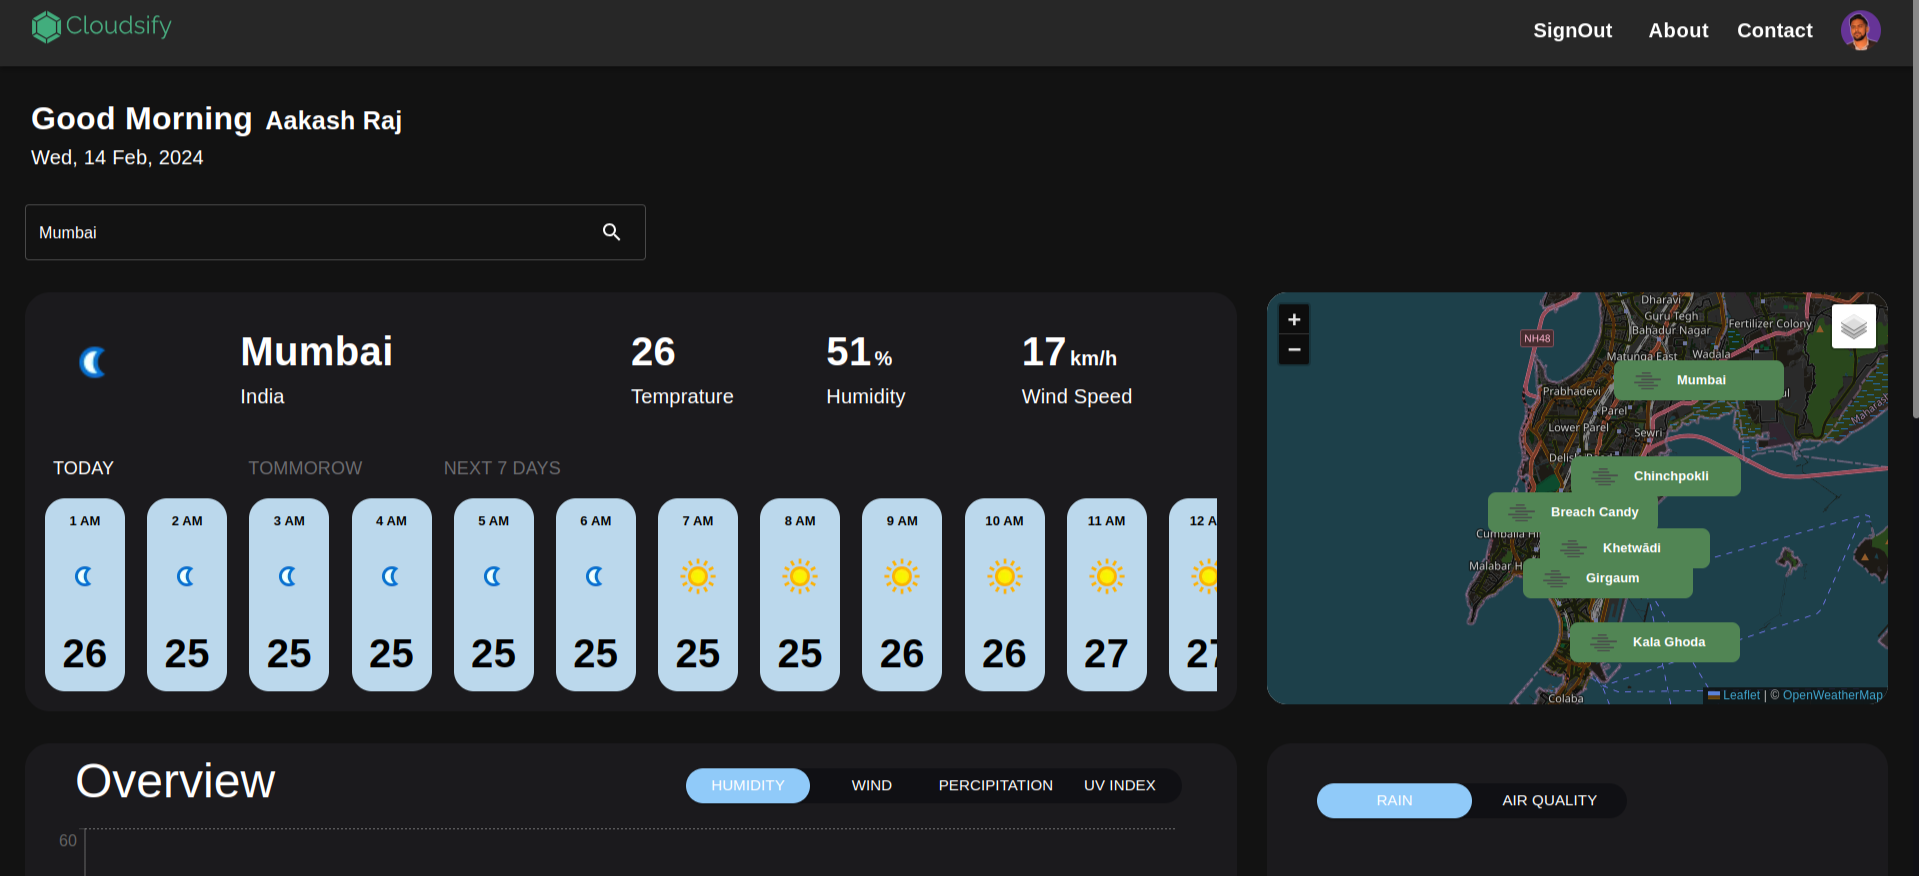 Cloudsify
SignOut About Contact
Good Morning Aakash Raj
Wed, 14 Feb, 2024
Mumbai
Mumbai
India
26
Temprature
51 %
Humidity
17 km/h
Wind Speed
TODAY TOMMOROW NEXT 7 DAYS
1 AM 2 AM 3 AM 4 AM 5 AM 6 AM 7 AM 8 AM 9 AM 10 AM 11 AM 12 A
26 25 25 25 25 25 25 25 26 26 27 27
+
−
Dharavi
Guru Tegh
Bahadur Nagar
Fertilizer Colony
NH48
Matunga East
Wadala
Mumbai
Prabhadevi
Parel
Lower Parel
Sewri
Chinchpokli
Breach Candy
Cumballa Hi
Khetwādi
Malabar H
Girgaum
Kala Ghoda
Colaba
Leaflet | © OpenWeatherMap
Overview
HUMIDITY WIND PERCIPITATION UV INDEX
60
RAIN AIR QUALITY